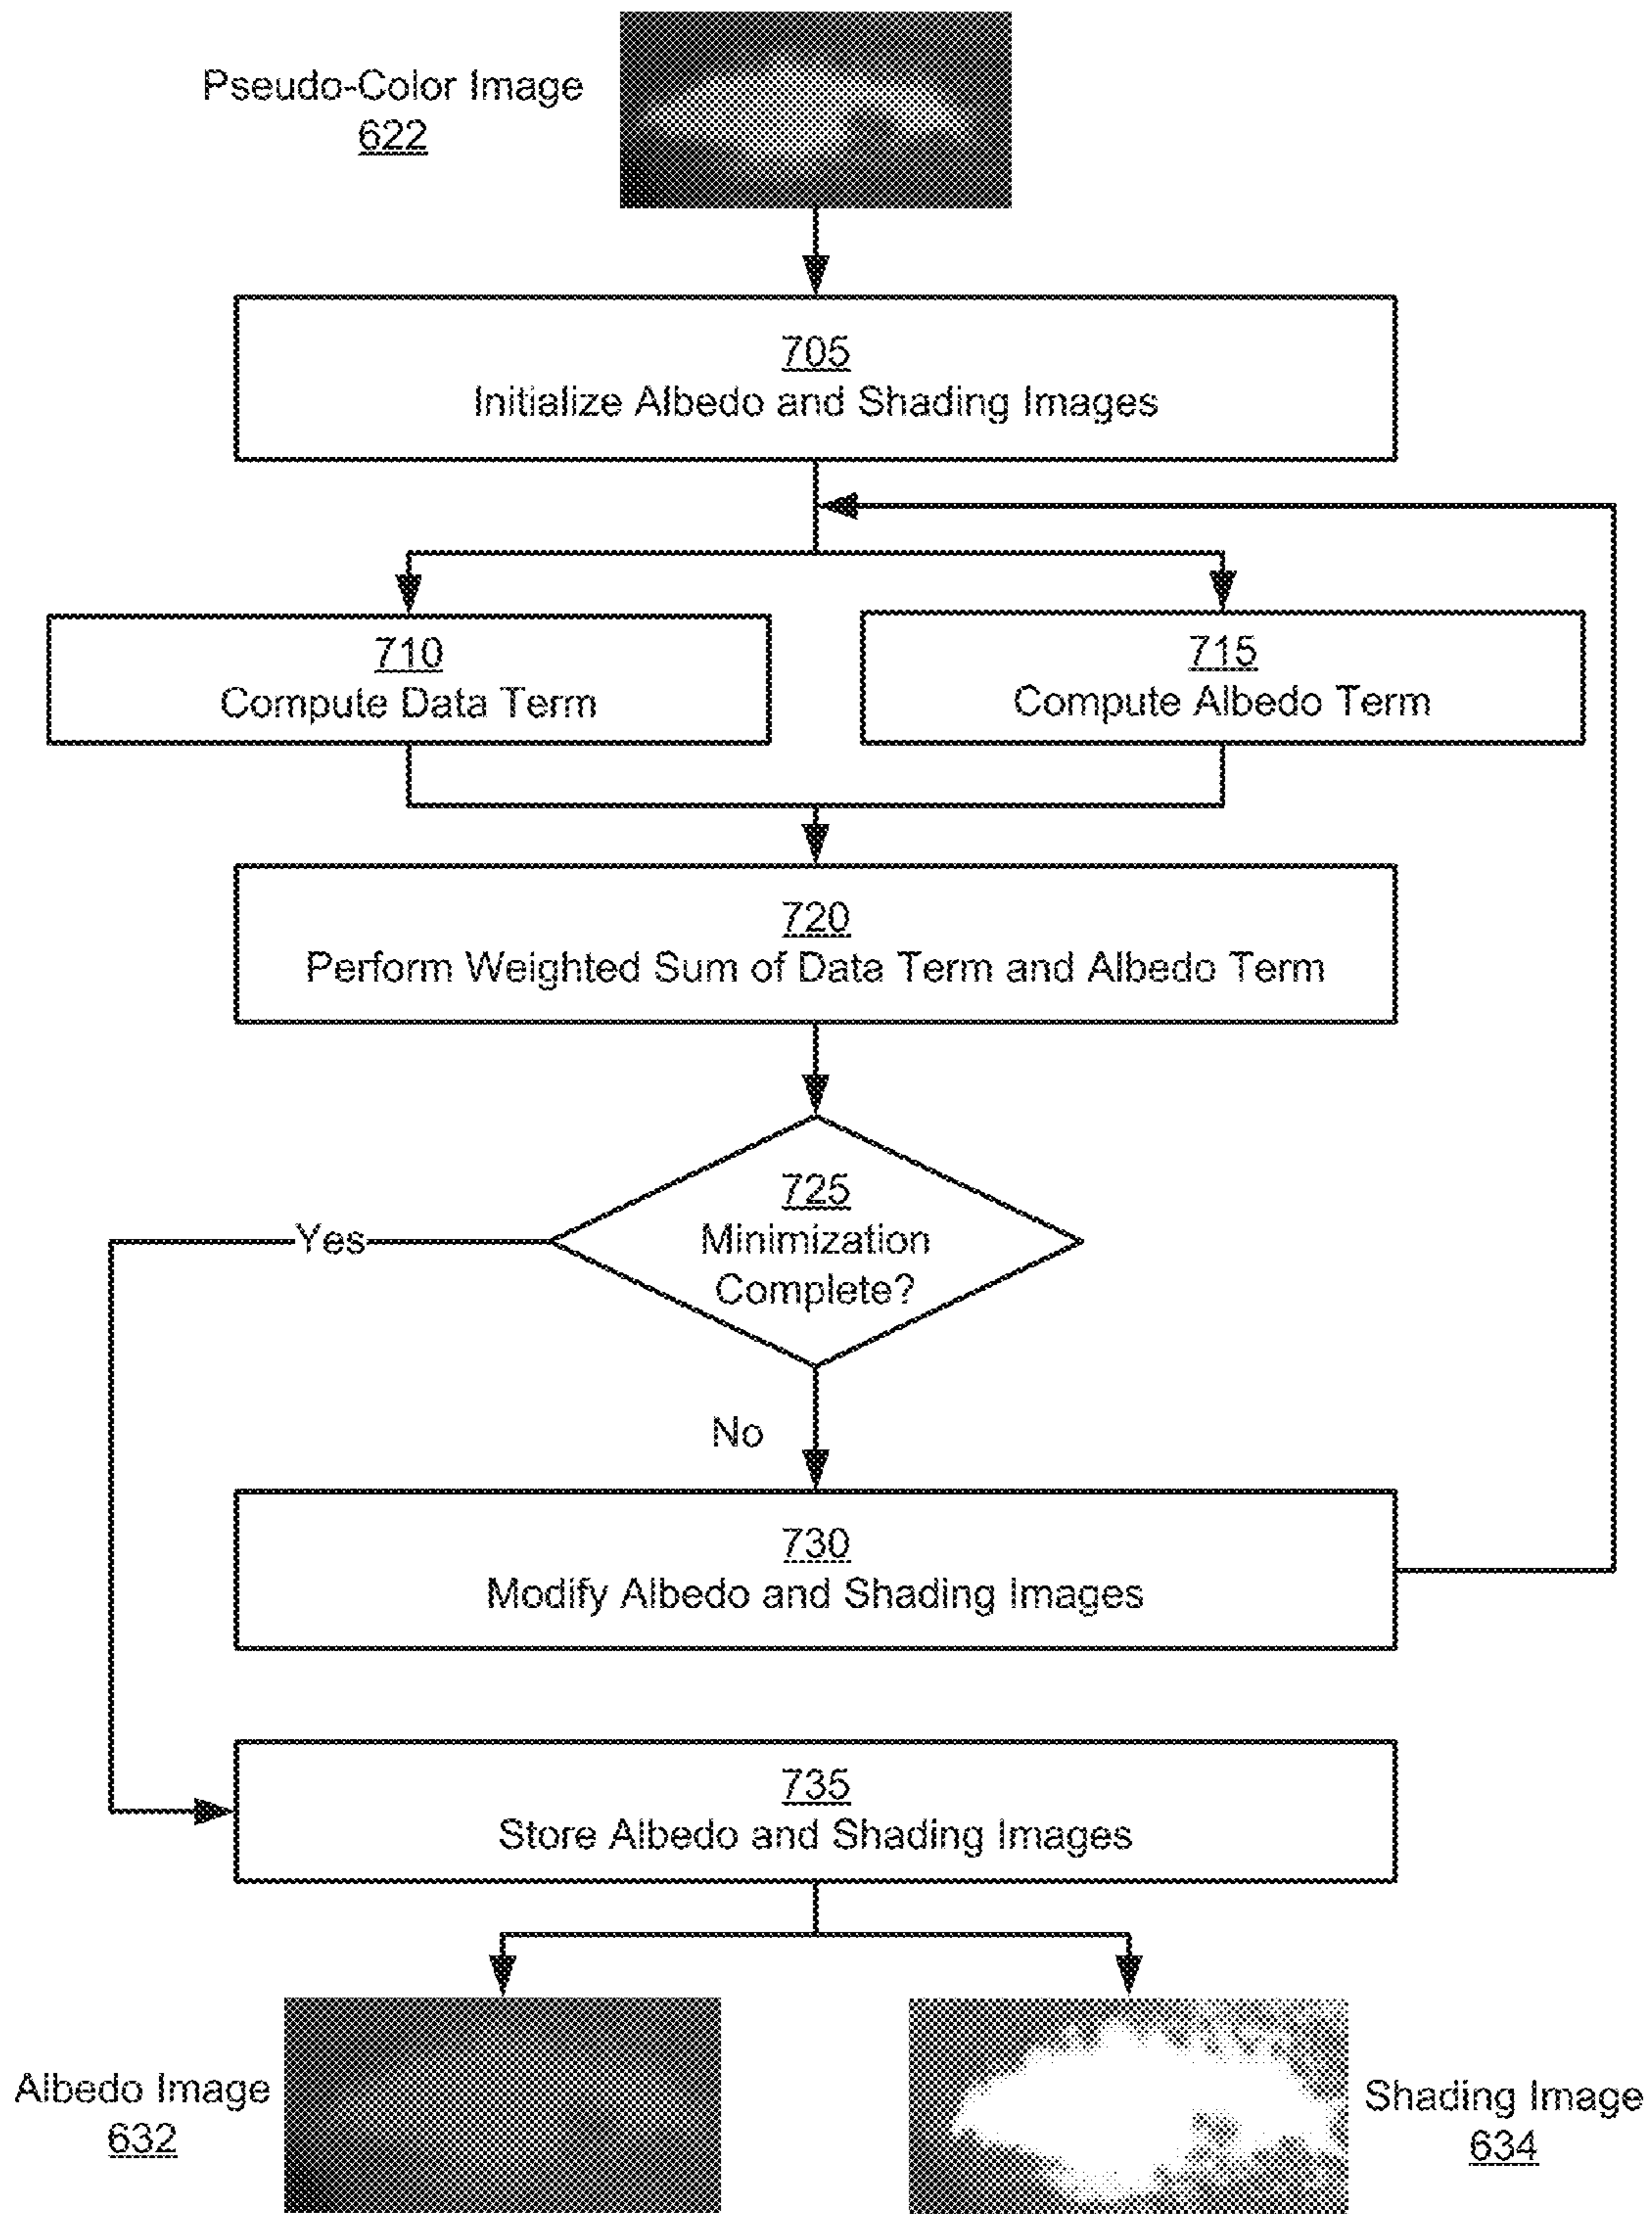 Pseudo-Color Image
622
705
Initialize Albedo and Shading Images
710
Compute Data Term
715
Compute Albedo Term
720
Perform Weighted Sum of Data Term and Albedo Term
725
Minimization
Complete?
Yes
No
730
Modify Albedo and Shading Images
735
Store Albedo and Shading Images
Albedo Image
632
Shading Image
634